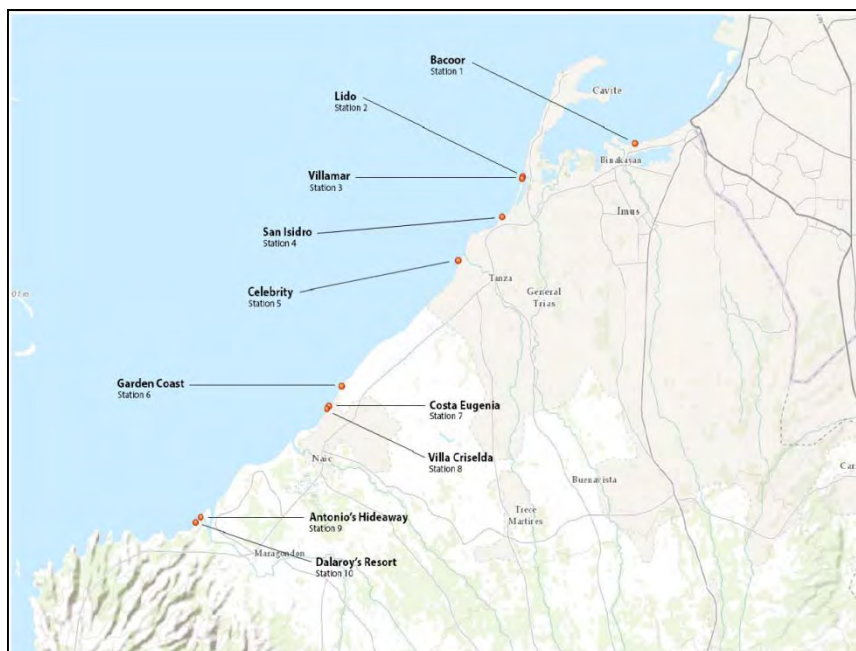 Bacoor
Station 1
Cavite
Lido
Station 2
Binakayan
Villamar
Station 3
Imus
San Isidro
Station 4
Tanza
Celebrity
Station 5
General
Trias
Garden Coast
Station 6
Costa Eugenia
Station 7
Villa Criselda
Station 8
Naic
Buenavista
Trece
Martires
Antonio's Hideaway
Station 9
Maragondon
Dalaroy's Resort
Station 10